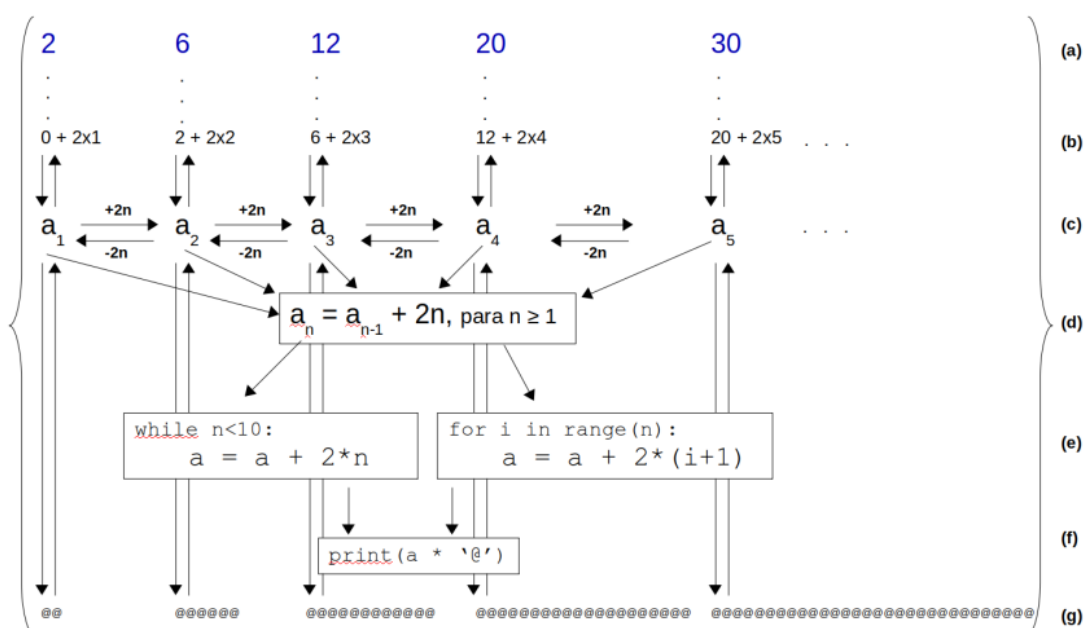 2 6 12 20 30 (a)
0 + 2x1 2 + 2x2 6 + 2x3 12 + 2x4 20 + 2x5 . . . (b)
+2n +2n +2n +2n
a1 a2 a3 a4 a5 . . . (c)
-2n -2n -2n -2n
an = an-1 + 2n, para n ≥ 1 (d)
while n<10:
a = a + 2*n
for i in range(n):
a = a + 2*(i+1)
(e)
print(a * ‘@’) (f)
@@ @@@@@@ @@@@@@@@@@@@ @@@@@@@@@@@@@@@@@@@@ @@@@@@@@@@@@@@@@@@@@@@@@@@@@@@ (g)